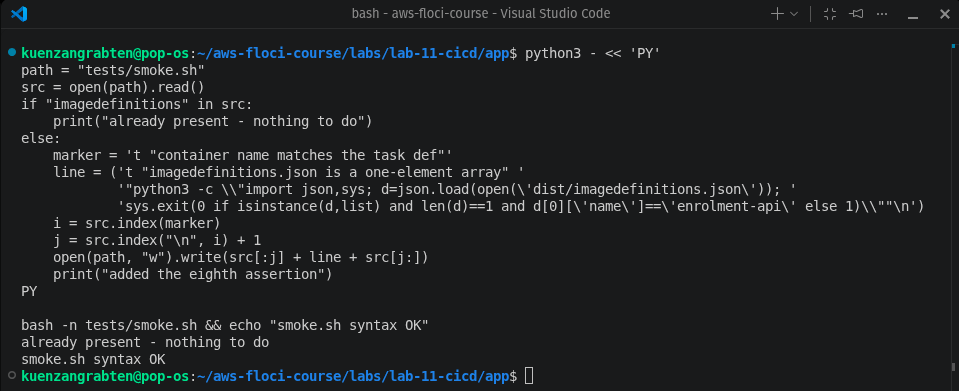 bash - aws-floci-course - Visual Studio Code
kuenzangrabten@pop-os:~/aws-floci-course/labs/lab-11-cicd/app$ python3 - << 'PY'
path = "tests/smoke.sh"
src = open(path).read()
if "imagedefinitions" in src:
    print("already present - nothing to do")
else:
    marker = 't "container name matches the task def"'
    line = ('t "imagedefinitions.json is a one-element array" '
            '"python3 -c \\"import json,sys; d=json.load(open(\'dist/imagedefinitions.json\')); '
            'sys.exit(0 if isinstance(d,list) and len(d)==1 and d[0][\'name\']==\'enrolment-api\' else 1)\\""\n')
    i = src.index(marker)
    j = src.index("\n", i) + 1
    open(path, "w").write(src[:j] + line + src[j:])
    print("added the eighth assertion")
PY

bash -n tests/smoke.sh && echo "smoke.sh syntax OK"
already present - nothing to do
smoke.sh syntax OK
kuenzangrabten@pop-os:~/aws-floci-course/labs/lab-11-cicd/app$